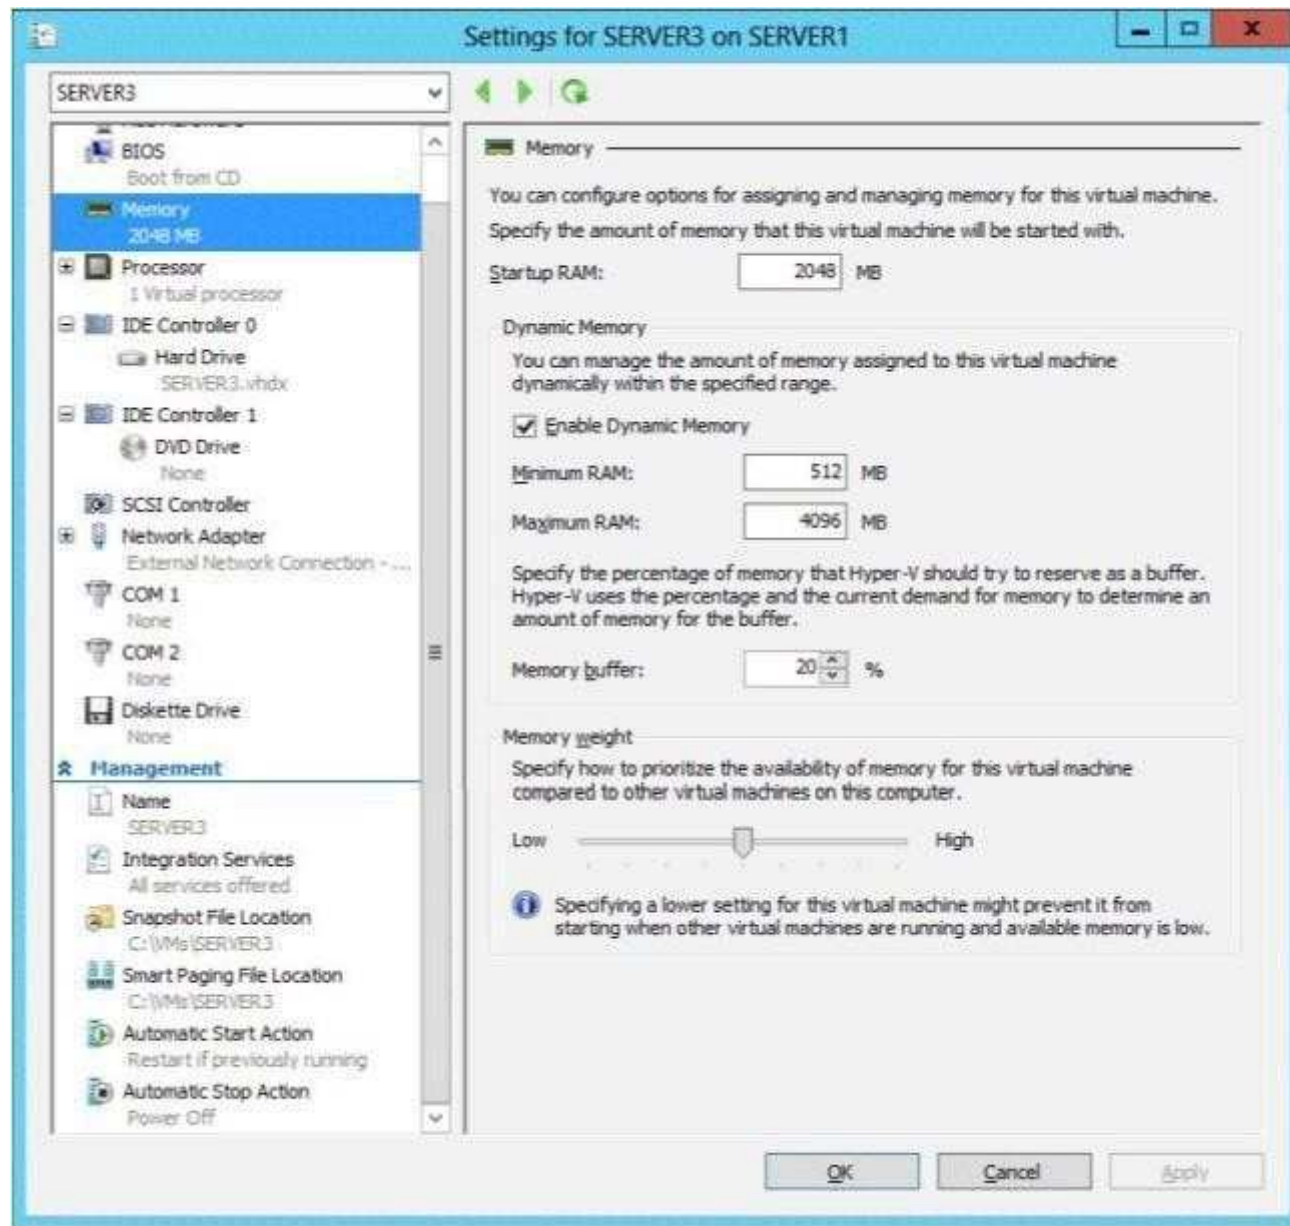 Settings for SERVER3 on SERVER1
SERVER3
BIOS
Boot from CD
Memory
2048 MB
Processor
1 Virtual processor
IDE Controller 0
Hard Drive
SERVER3.vhdx
IDE Controller 1
DVD Drive
None
SCSI Controller
Network Adapter
External Network Connection - ...
COM 1
None
COM 2
None
Diskette Drive
None
Management
Name
SERVER3
Integration Services
All services offered
Snapshot File Location
C:\VMs\SERVER3
Smart Paging File Location
C:\VMs\SERVER3
Automatic Start Action
Restart if previously running
Automatic Stop Action
Power Off
Memory
You can configure options for assigning and managing memory for this virtual machine.
Specify the amount of memory that this virtual machine will be started with.
Startup RAM: 2048 MB
Dynamic Memory
You can manage the amount of memory assigned to this virtual machine
dynamically within the specified range.
Enable Dynamic Memory
Minimum RAM: 512 MB
Maximum RAM: 4096 MB
Specify the percentage of memory that Hyper-V should try to reserve as a buffer.
Hyper-V uses the percentage and the current demand for memory to determine an
amount of memory for the buffer.
Memory buffer: 20 %
Memory weight
Specify how to prioritize the availability of memory for this virtual machine
compared to other virtual machines on this computer.
Low High
Specifying a lower setting for this virtual machine might prevent it from
starting when other virtual machines are running and available memory is low.
OK Cancel Apply